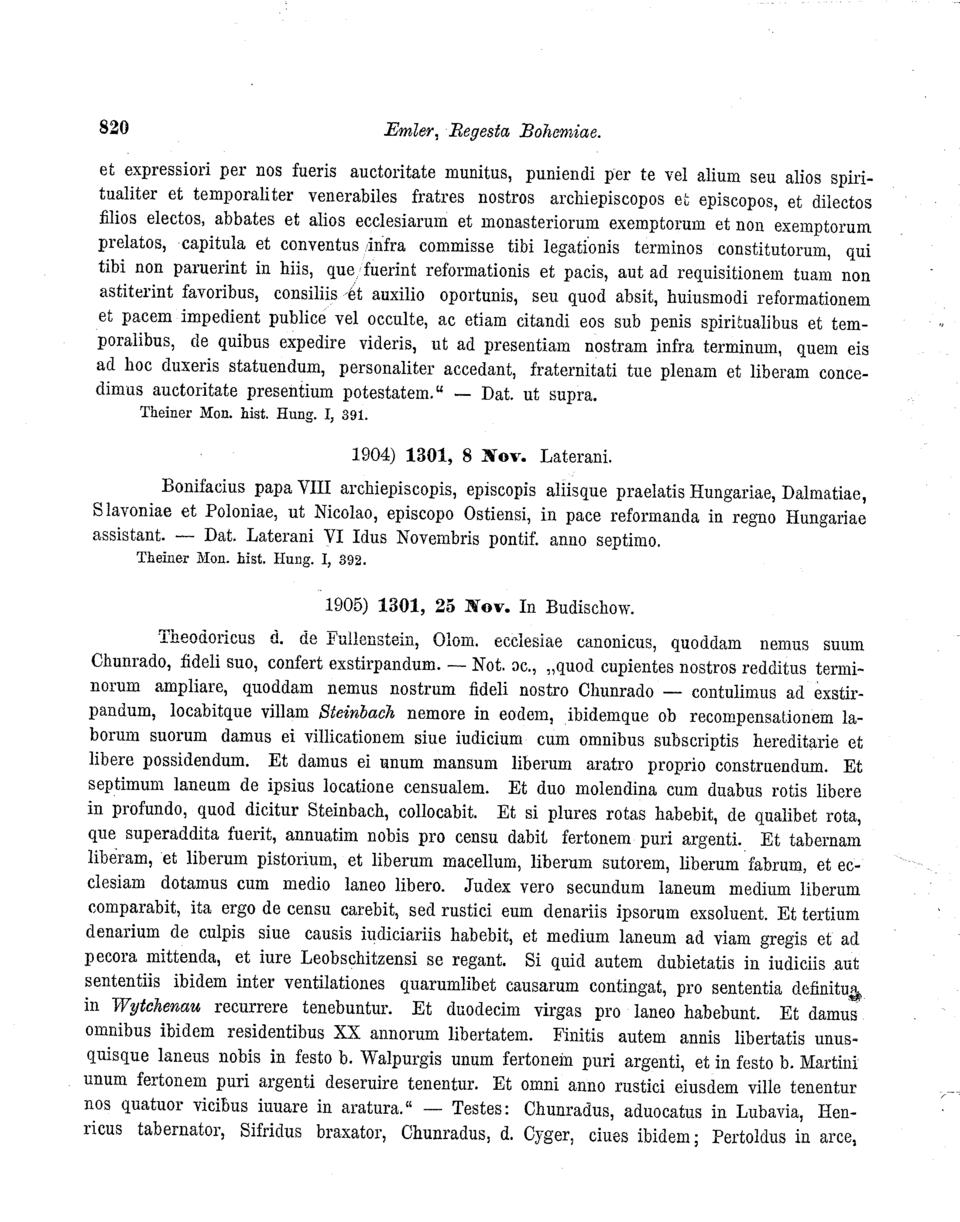 820 Emler, Regesta Bohemiae.
et expressiori per nos fueris auctoritate munitus, puniendi per te vel alium seu alios spiri-
tualiter et temporaliter venerabiles fratres nostros archiepiscopos et episcopos, et dilectos
filios electos, abbates et alios ecclesiarum et monasteriorum exemptorum et non exemptorum
prelatos, capitula et conventus infra commisse tibi legationis terminos constitutorum, qui
tibi non paruerint in hiis, que fuerint reformationis et pacis, aut ad requisitionem tuam non
astiterint favoribus, consiliis et auxilio oportunis, seu quod absit, huiusmodi reformationem
et pacem impedient publice vel occulte, ac etiam citandi eos sub penis spiritualibus et tem-
poralibus, de quibus expedire videris, ut ad presentiam nostram infra terminum, quem eis
ad hoc duxeris statuendum, personaliter accedant, fraternitati tue plenam et liberam conce-
dimus auctoritate presentium potestatem.“ — Dat. ut supra.
Theiner Mon. hist. Hung. I, 391.
1904) 1301, 8 Nov. Laterani.
Bonifacius papa VIII archiepiscopis, episcopis aliisque praelatis Hungariae, Dalmatiae,
Slavoniae et Poloniae, ut Nicolao, episcopo Ostiensi, in pace reformanda in regno Hungariae
assistant. — Dat. Laterani VI Idus Novembris pontif. anno septimo.
Theiner Mon. hist. Hung. I, 392.
1905) 1301, 25 Nov. In Budischow.
Theodoricus d. de Fullenstein, Olom. ecclesiae canonicus, quoddam nemus suum
Chunrado, fideli suo, confert exstirpandum. — Not. ɔc., „quod cupientes nostros redditus termi-
norum ampliare, quoddam nemus nostrum fideli nostro Chunrado — contulimus ad exstir-
pandum, locabitque villam Steinbach nemore in eodem, ibidemque ob recompensationem la-
borum suorum damus ei villicationem siue iudicium cum omnibus subscriptis hereditarie et
libere possidendum. Et damus ei unum mansum liberum aratro proprio construendum. Et
septimum laneum de ipsius locatione censualem. Et duo molendina cum duabus rotis libere
in profundo, quod dicitur Steinbach, collocabit. Et si plures rotas habebit, de qualibet rota,
que superaddita fuerit, annuatim nobis pro censu dabit fertonem puri argenti. Et tabernam
liberam, et liberum pistorium, et liberum macellum, liberum sutorem, liberum fabrum, et ec-
clesiam dotamus cum medio laneo libero. Judex vero secundum laneum medium liberum
comparabit, ita ergo de censu carebit, sed rustici eum denariis ipsorum exsoluent. Et tertium
denarium de culpis siue causis iudiciariis habebit, et medium laneum ad viam gregis et ad
pecora mittenda, et iure Leobschitzensi se regant. Si quid autem dubietatis in iudiciis aut
sententiis ibidem inter ventilationes quarumlibet causarum contingat, pro sententia definitua
in Wytchenau recurrere tenebuntur. Et duodecim virgas pro laneo habebunt. Et damus
omnibus ibidem residentibus XX annorum libertatem. Finitis autem annis libertatis unus-
quisque laneus nobis in festo b. Walpurgis unum fertonem puri argenti, et in festo b. Martini
unum fertonem puri argenti deseruire tenentur. Et omni anno rustici eiusdem ville tenentur
nos quatuor vicibus iuuare in aratura.“ — Testes: Chunradus, aduocatus in Lubavia, Hen-
ricus tabernator, Sifridus braxator, Chunradus, d. Cyger, ciues ibidem; Pertoldus in arce,